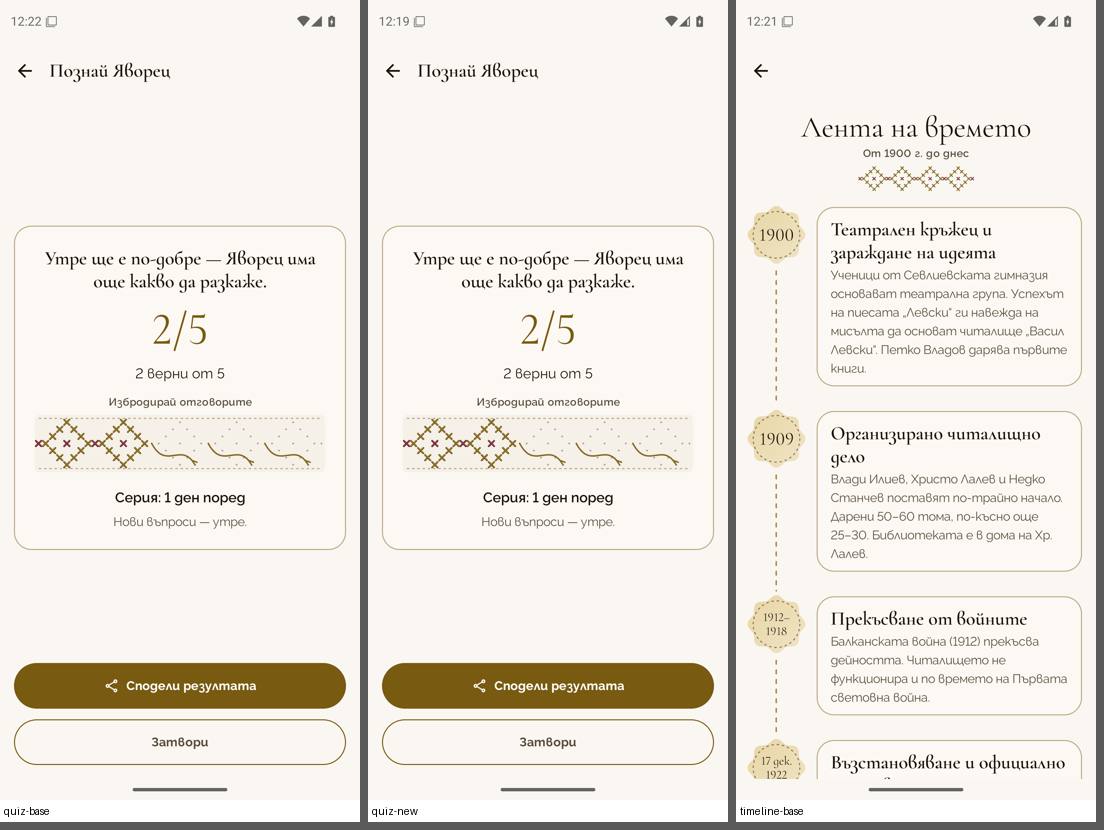 12:22
Познай Яворец
Утре ще е по-добре — Яворец има
още какво да разкаже.
2/5
2 верни от 5
Избродирай отговорите
Серия: 1 ден поред
Нови въпроси — утре.
Сподели резултата
Затвори
quiz-base
12:19
Познай Яворец
Утре ще е по-добре — Яворец има
още какво да разкаже.
2/5
2 верни от 5
Избродирай отговорите
Серия: 1 ден поред
Нови въпроси — утре.
Сподели резултата
Затвори
quiz-new
12:21
Лента на времето
От 1900 г. до днес
1900
Театрален кръжец и
зараждане на идеята
Ученици от Севлиевската гимназия
основават театрална група. Успехът
на пиесата „Левски“ ги навежда на
мисълта да основат читалище „Васил
Левски“. Петко Владов дарява първите
книги.
1909
Организирано читалищно
дело
Влади Илиев, Христо Лалев и Недко
Станчев поставят по-трайно начало.
Дарени 50–60 тома, по-късно още
25–30. Библиотеката е в дома на Хр.
Лалев.
1912–
1918
Прекъсване от войните
Балканската война (1912) прекъсва
дейността. Читалището не
функционира и по времето на Първата
световна война.
17 дек.
1922
Възстановяване и официално
timeline-base